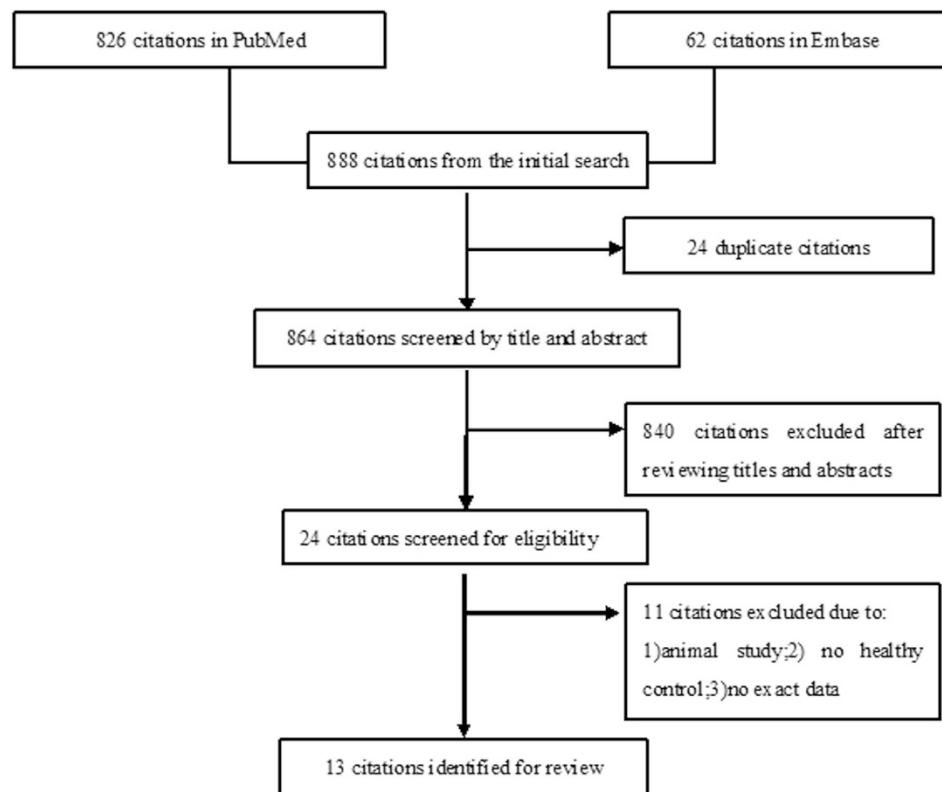 826 citations in PubMed
62 citations in Embase
888 citations from the initial search
24 duplicate citations
864 citations screened by title and abstract
840 citations excluded after
reviewing titles and abstracts
24 citations screened for eligibility
11 citations excluded due to:
1)animal study;2) no healthy
control;3)no exact data
13 citations identified for review